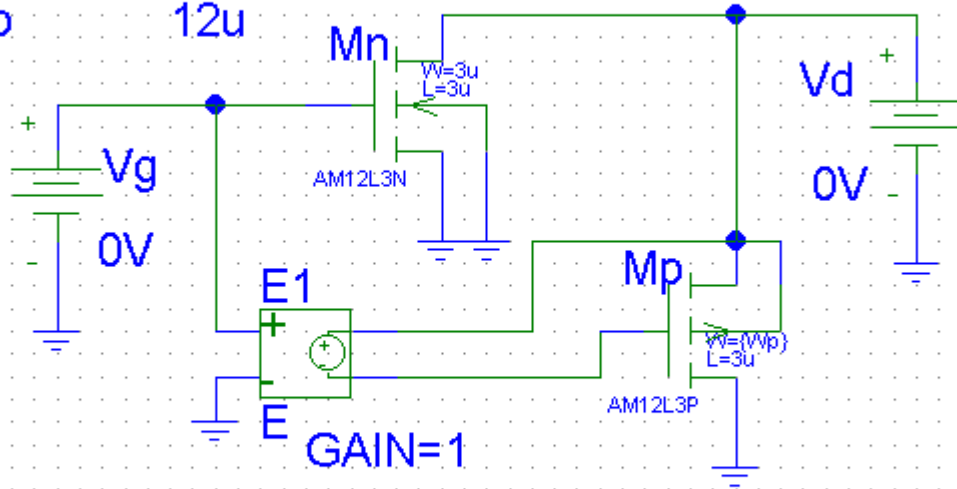 12u
Mn
W=3u
L=3u
AM12L3N
+
Vg
0V
-
+
Vd
0V
-
E1
+
-
+
-
E
GAIN=1
Mp
W={Wp}
L=3u
AM12L3P